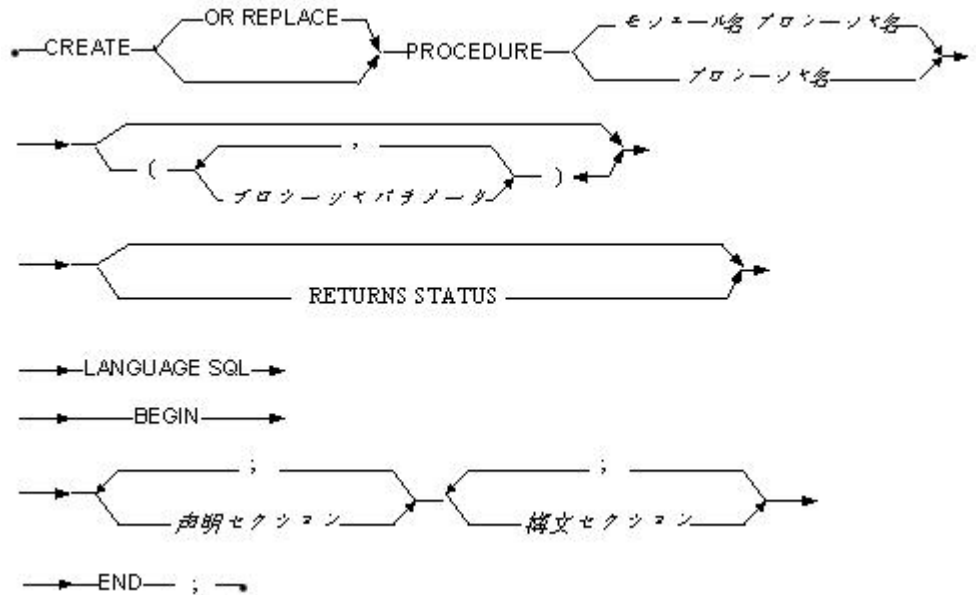 OR REPLACE
モジュール名 プロシージャ名
CREATE
PROCEDURE
プロシージャ名
,
(
)
プロシージャパラメータ
RETURNS STATUS
LANGUAGE SQL
BEGIN
;
;
声明セクション
構文セクション
END ;